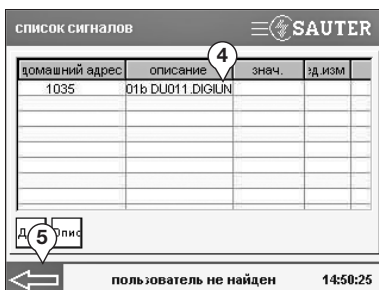 список сигналов
SAUTER
домашний адрес описание знач. ед.изм
4
1035 01b DU011.DIGIUN
5
пользователь не найден 14:50:25